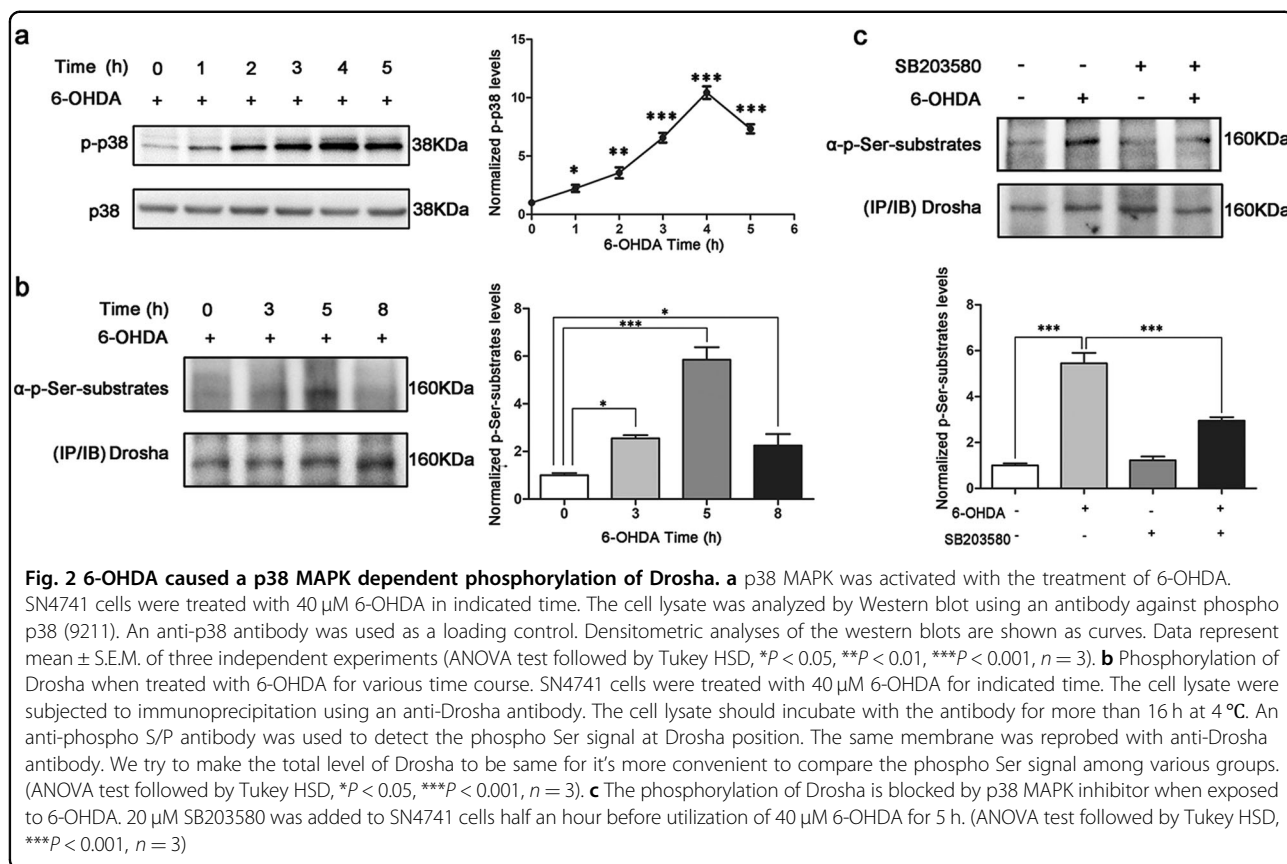 a
Time (h) 0 1 2 3 4 5
6-OHDA + + + + + +
p-p38 38KDa
p38 38KDa
Normalized p-p38 levels
15
10
5
0
* ** *** *** ***
0 1 2 3 4 5 6
6-OHDA Time (h)
c
SB203580 - - + +
6-OHDA - + - +
α-p-Ser-substrates 160KDa
(IP/IB) Drosha 160KDa
b
Time (h) 0 3 5 8
6-OHDA + + + +
α-p-Ser-substrates 160KDa
(IP/IB) Drosha 160KDa
Normalized p-Ser-substrates levels
8
6
4
2
0
*
***
*
0 3 5 8
6-OHDA Time (h)
Normalized p-Ser-substrates levels
8
6
4
2
0
*** ***
6-OHDA - + - +
SB203580 - - + +
Fig. 2 6-OHDA caused a p38 MAPK dependent phosphorylation of Drosha. a p38 MAPK was activated with the treatment of 6-OHDA.
SN4741 cells were treated with 40 µM 6-OHDA in indicated time. The cell lysate was analyzed by Western blot using an antibody against phospho
p38 (9211). An anti-p38 antibody was used as a loading control. Densitometric analyses of the western blots are shown as curves. Data represent
mean ± S.E.M. of three independent experiments (ANOVA test followed by Tukey HSD, *P < 0.05, **P < 0.01, ***P < 0.001, n = 3). b Phosphorylation of
Drosha when treated with 6-OHDA for various time course. SN4741 cells were treated with 40 µM 6-OHDA for indicated time. The cell lysate were
subjected to immunoprecipitation using an anti-Drosha antibody. The cell lysate should incubate with the antibody for more than 16 h at 4 °C. An
anti-phospho S/P antibody was used to detect the phospho Ser signal at Drosha position. The same membrane was reprobed with anti-Drosha
antibody. We try to make the total level of Drosha to be same for it's more convenient to compare the phospho Ser signal among various groups.
(ANOVA test followed by Tukey HSD, *P < 0.05, ***P < 0.001, n = 3). c The phosphorylation of Drosha is blocked by p38 MAPK inhibitor when exposed
to 6-OHDA. 20 µM SB203580 was added to SN4741 cells half an hour before utilization of 40 µM 6-OHDA for 5 h. (ANOVA test followed by Tukey HSD,
***P < 0.001, n = 3)